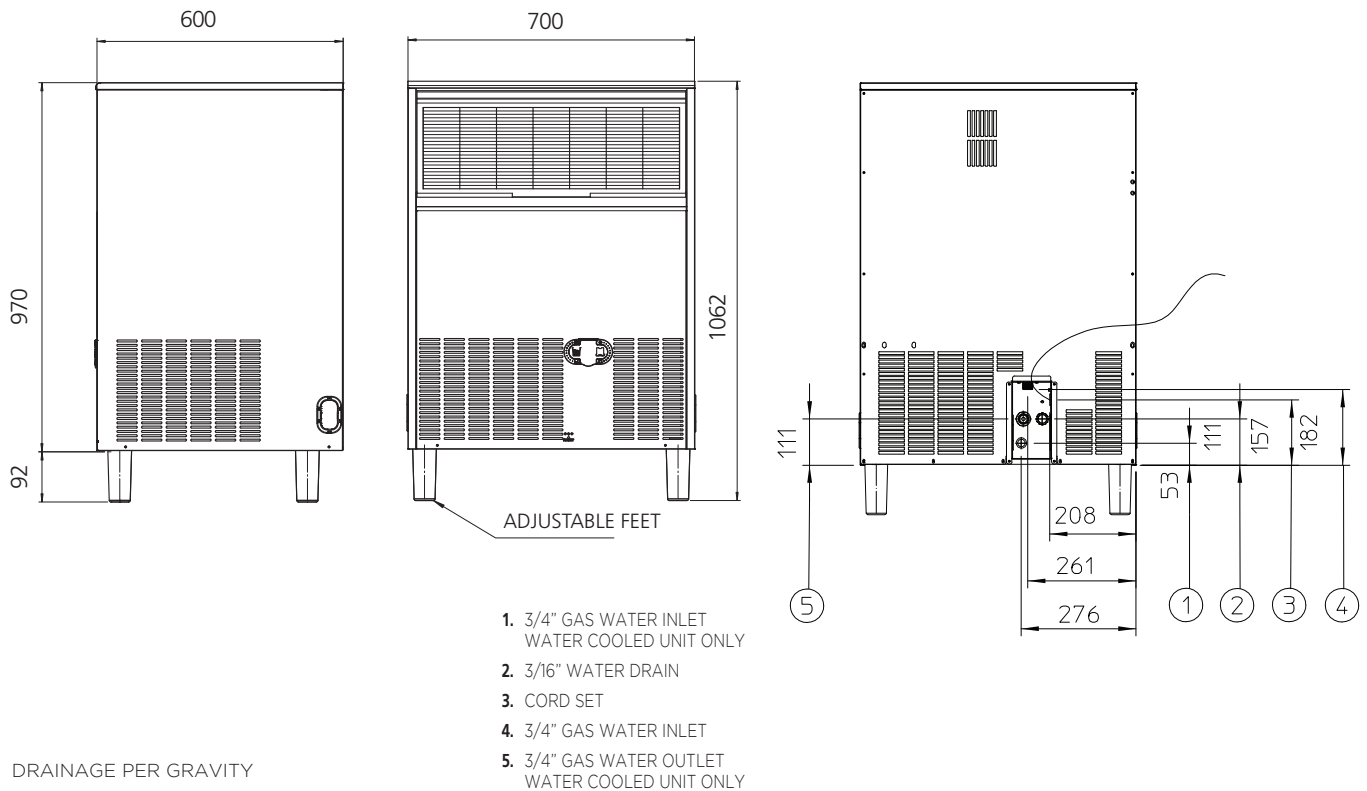 600
700
970
92
1062
ADJUSTABLE FEET
111
111
157
182
53
208
261
276
5
1
2
3
4
1. 3/4" GAS WATER INLET
WATER COOLED UNIT ONLY
2. 3/16" WATER DRAIN
3. CORD SET
4. 3/4" GAS WATER INLET
5. 3/4" GAS WATER OUTLET
WATER COOLED UNIT ONLY
DRAINAGE PER GRAVITY